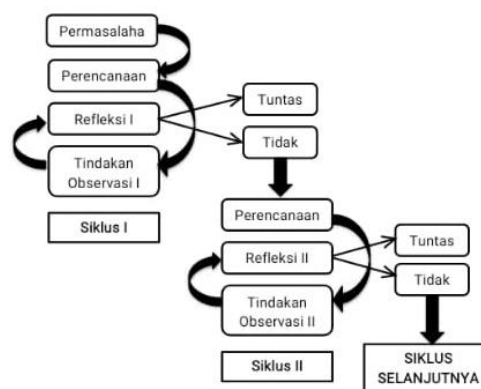 Permasalaha
Perencanaan
Refleksi I
Tuntas
Tidak
Tindakan
Observasi I
Siklus I
Perencanaan
Refleksi II
Tuntas
Tidak
Tindakan
Observasi II
Siklus II
SIKLUS
SELANJUTNYA